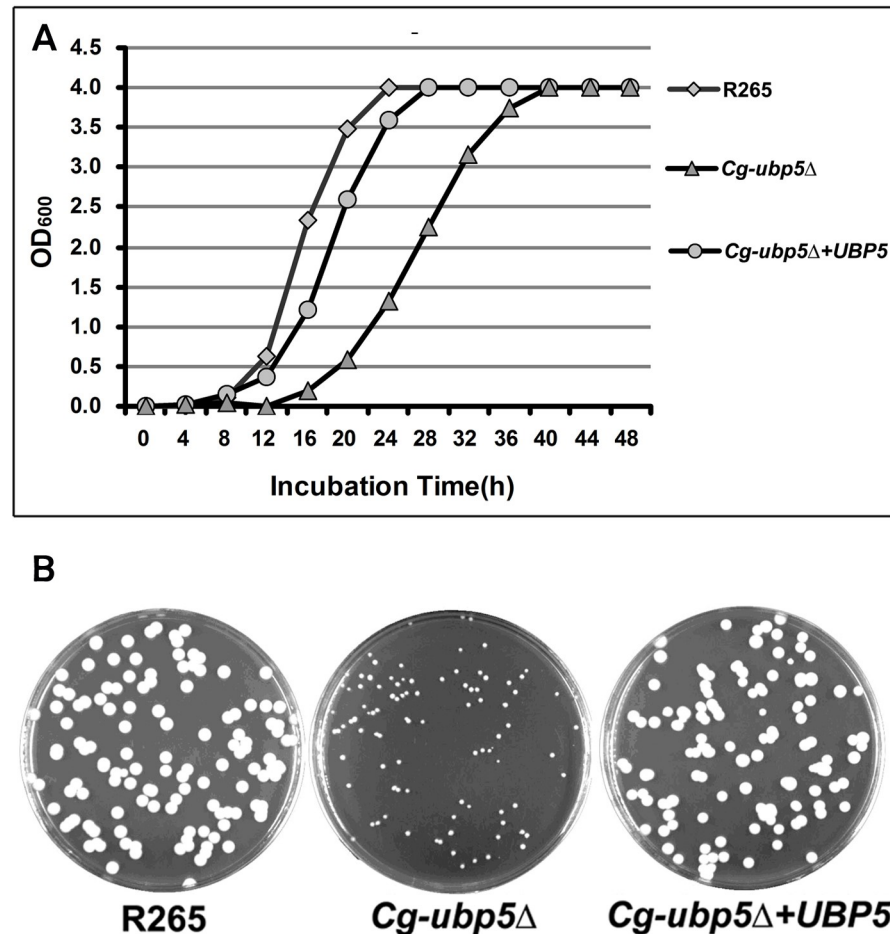 A
4.5
4.0
3.5
3.0
2.5
2.0
1.5
1.0
0.5
0.0
OD600
0 4 8 12 16 20 24 28 32 36 40 44 48
Incubation Time(h)
R265
Cg-ubp5Δ
Cg-ubp5Δ+UBP5
B
R265 Cg-ubp5Δ Cg-ubp5Δ+UBP5